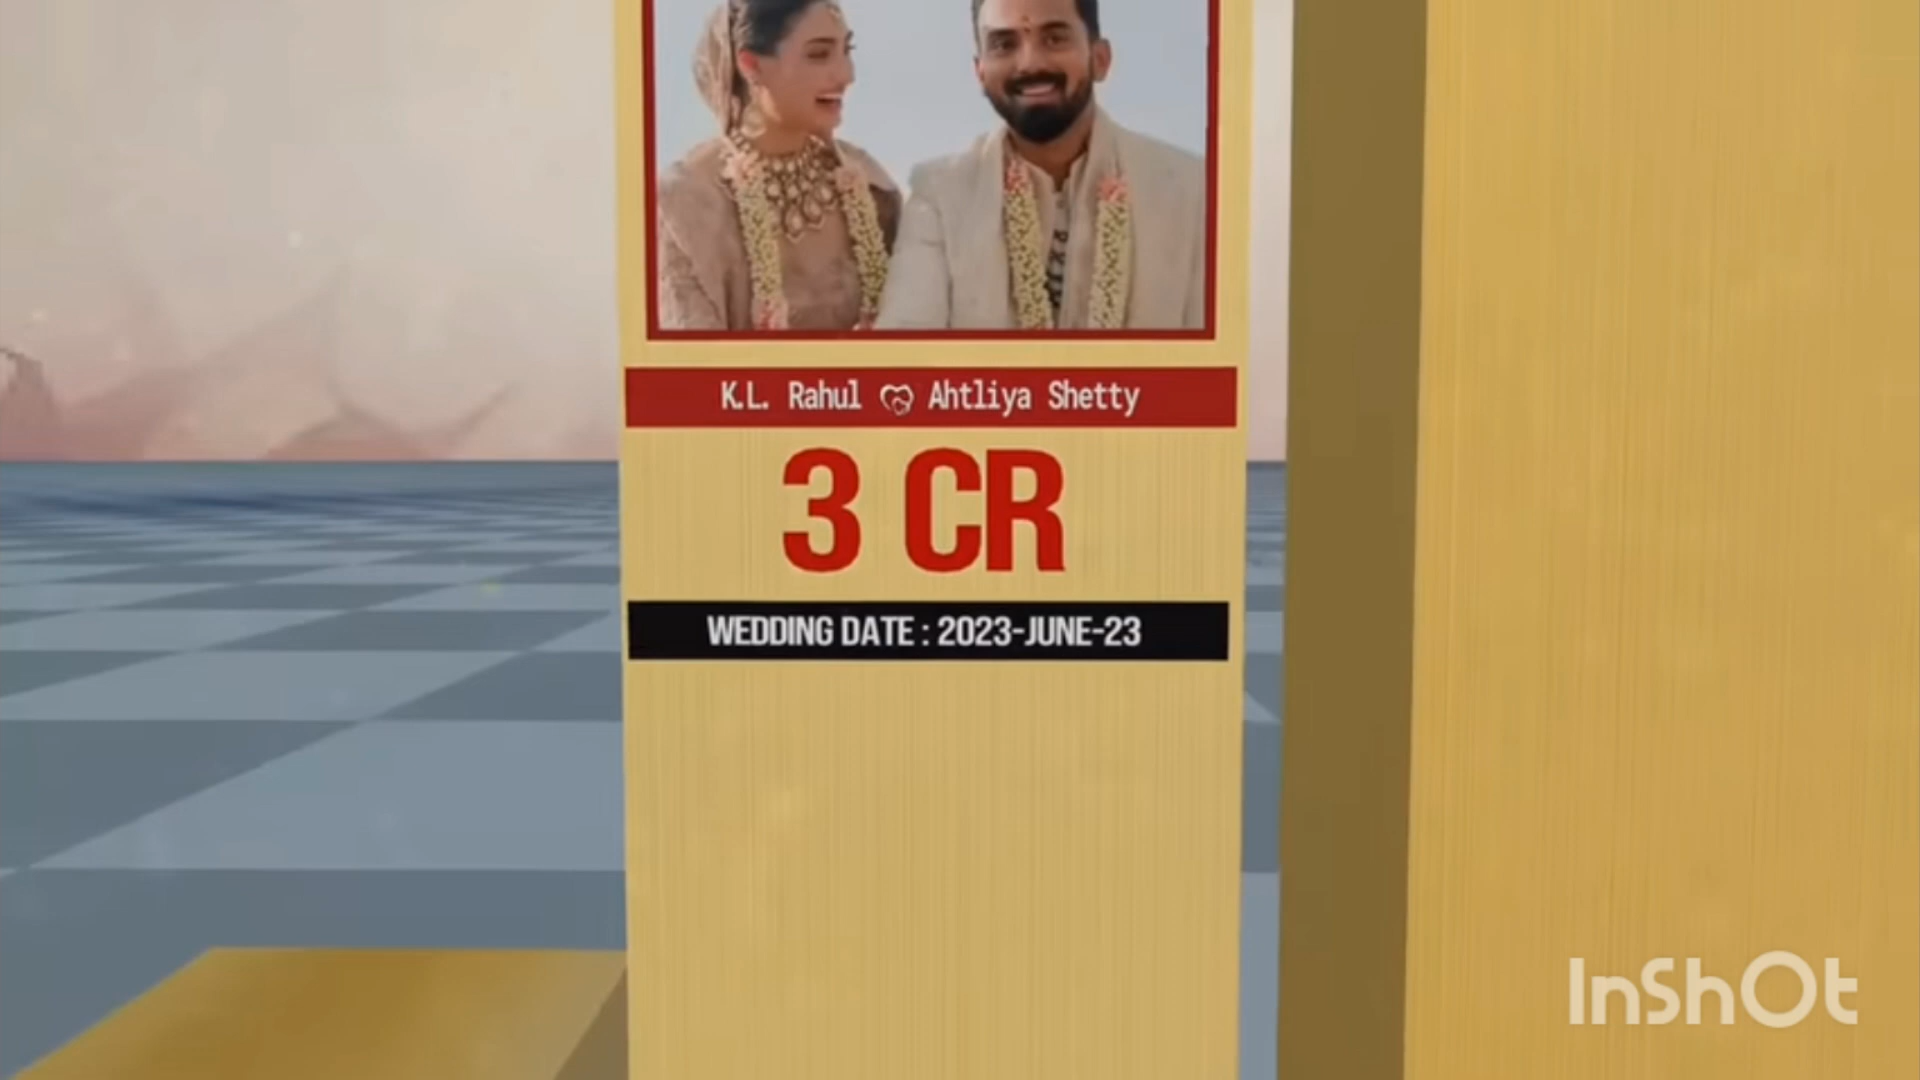 K.L. Rahul Ahtliya Shetty
3 CR
WEDDING DATE : 2023-JUNE-23
InShOt